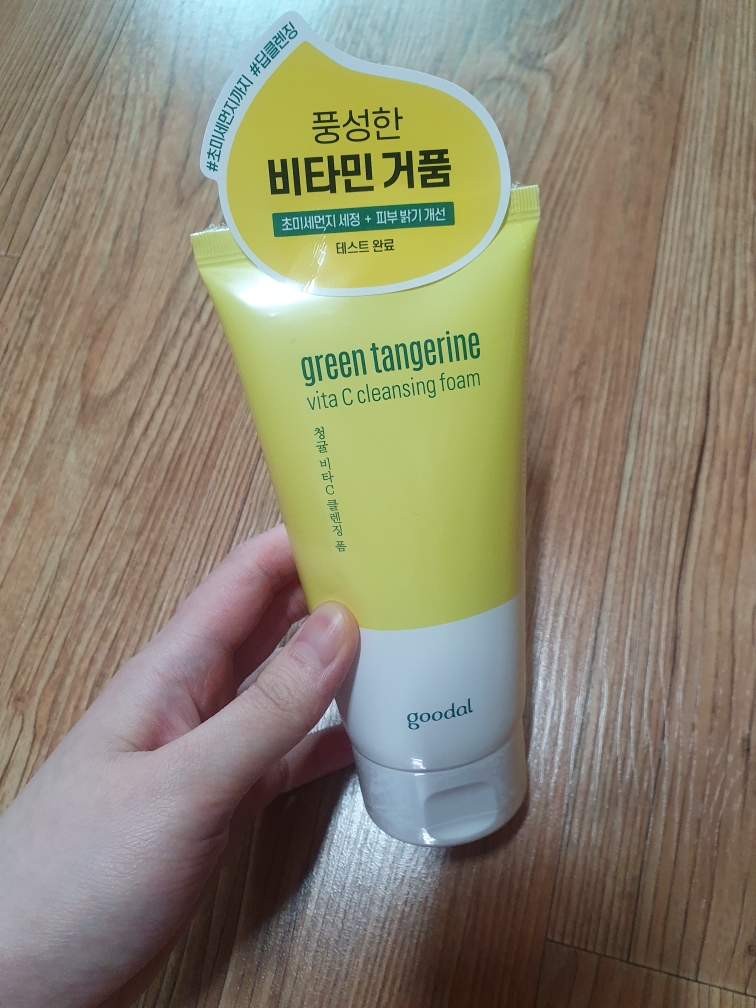 #초미세먼지까지 #딥클렌징
풍성한
비타민 거품
초미세먼지 세정 + 피부 밝기 개선
테스트 완료
green tangerine
vita C cleansing foam
청귤 비타C 클렌징 폼
goodal